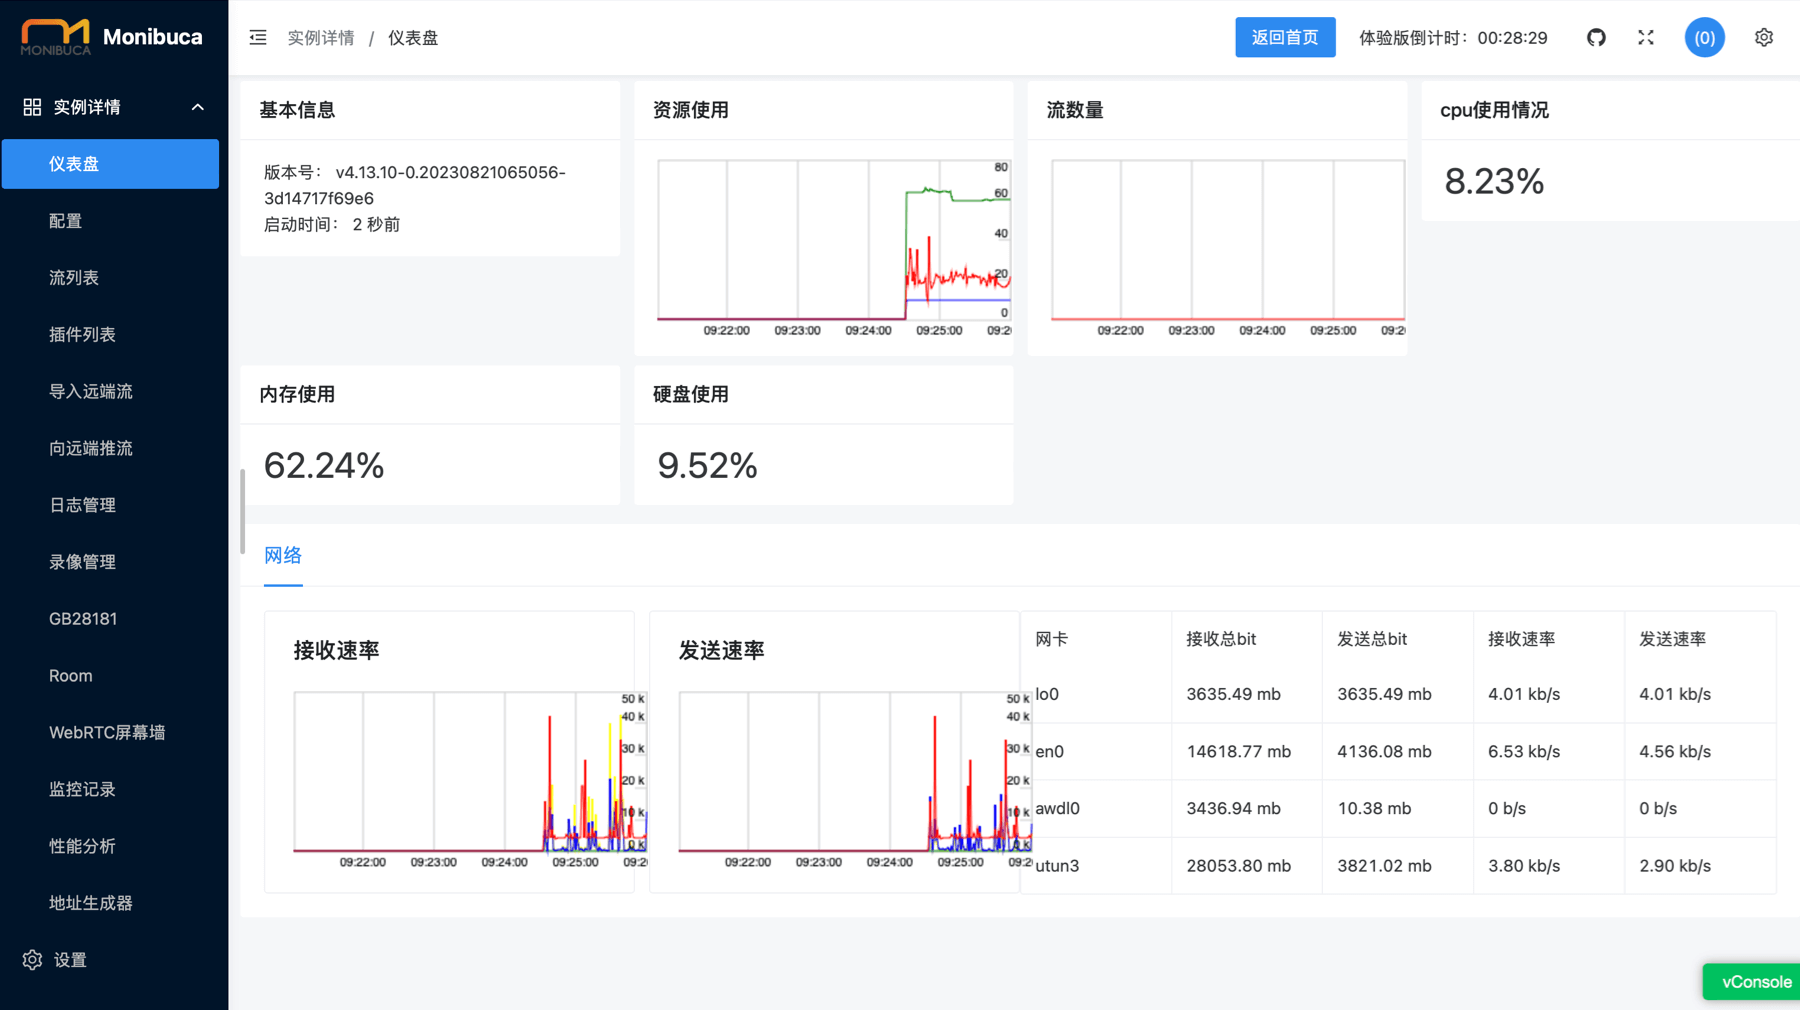 MONIBUCA
Monibuca
实例详情 / 仪表盘
返回首页
体验版倒计时：00:28:29
(0)
实例详情
仪表盘
配置
流列表
插件列表
导入远端流
向远端推流
日志管理
录像管理
GB28181
Room
WebRTC屏幕墙
监控记录
性能分析
地址生成器
设置
基本信息
版本号： v4.13.10-0.20230821065056-
3d14717f69e6
启动时间： 2 秒前
资源使用
80
60
40
20
0
09:22:00 09:23:00 09:24:00 09:25:00 09:2
流数量
09:22:00 09:23:00 09:24:00 09:25:00 09:2
cpu使用情况
8.23%
内存使用
62.24%
硬盘使用
9.52%
网络
接收速率
50 k
40 k
30 k
20 k
10 k
0 k
09:22:00 09:23:00 09:24:00 09:25:00 09:2
发送速率
50 k
40 k
30 k
20 k
10 k
0 k
09:22:00 09:23:00 09:24:00 09:25:00 09:2
网卡 接收总bit 发送总bit 接收速率 发送速率
lo0 3635.49 mb 3635.49 mb 4.01 kb/s 4.01 kb/s
en0 14618.77 mb 4136.08 mb 6.53 kb/s 4.56 kb/s
awdl0 3436.94 mb 10.38 mb 0 b/s 0 b/s
utun3 28053.80 mb 3821.02 mb 3.80 kb/s 2.90 kb/s
vConsole